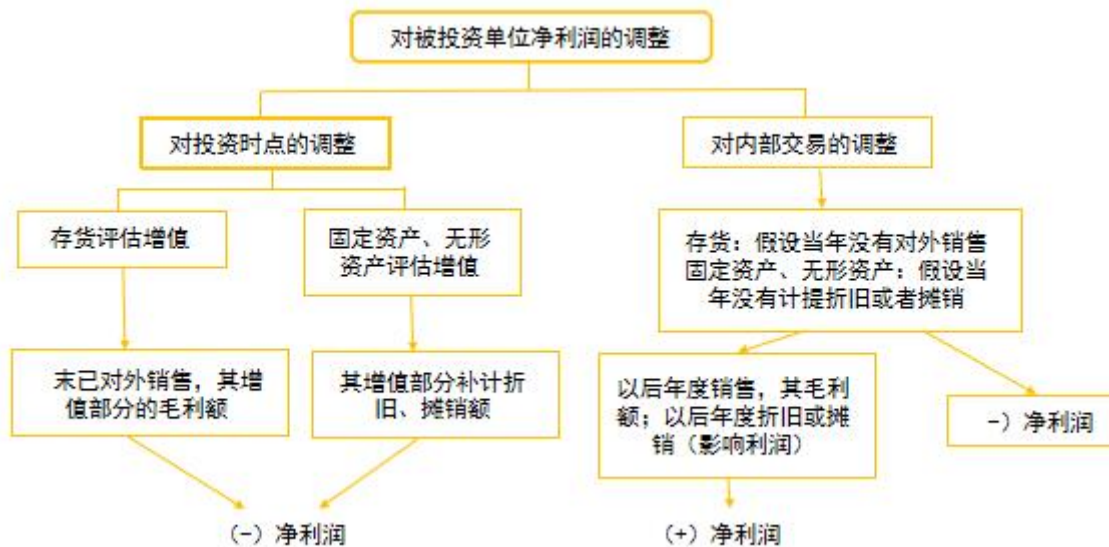 对被投资单位净利润的调整
对投资时点的调整
对内部交易的调整
存货评估增值
固定资产、无形
资产评估增值
存货：假设当年没有对外销售
固定资产、无形资产：假设当
年没有计提折旧或者摊销
末已对外销售，其增
值部分的毛利额
其增值部分补计折
旧、摊销额
以后年度销售，其毛利
额；以后年度折旧或摊
销（影响利润）
-）净利润
（-）净利润
（+）净利润